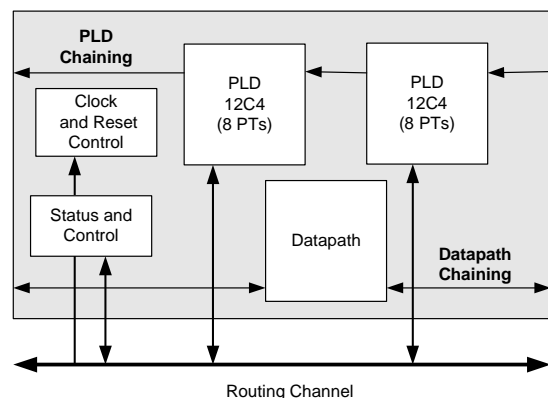 PLD
Chaining
PLD
12C4
(8 PTs)
PLD
12C4
(8 PTs)
Clock
and Reset
Control
Status and
Control
Datapath
Datapath
Chaining
Routing Channel